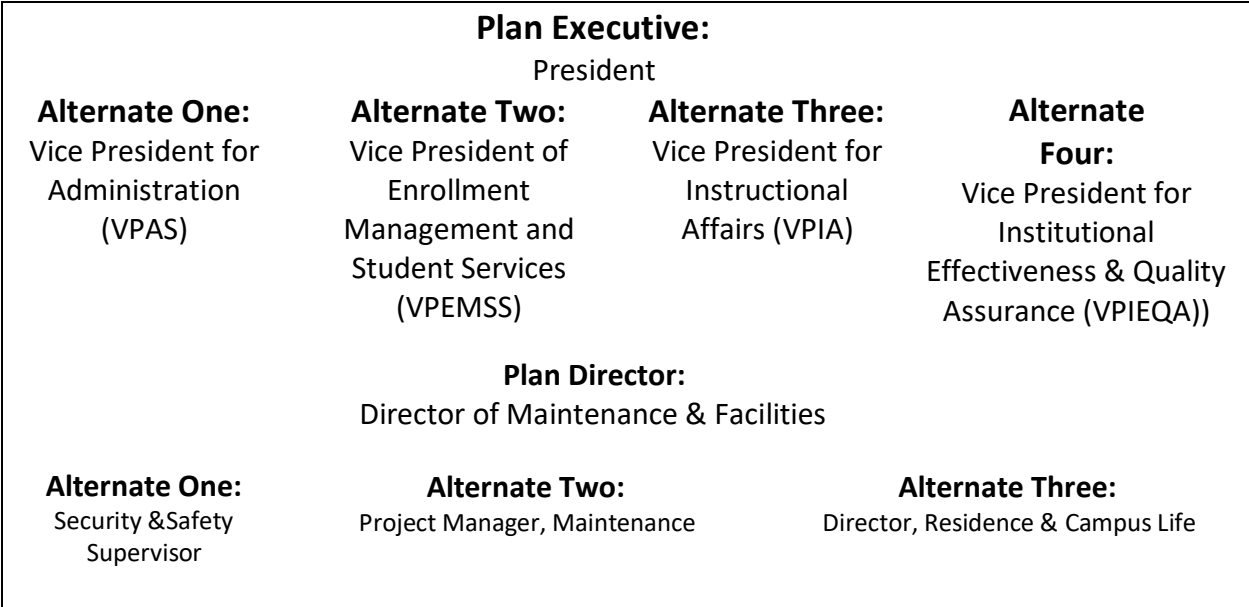 Plan Executive:
President
Alternate One:
Vice President for
Administration
(VPAS)
Alternate Two:
Vice President of
Enrollment
Management and
Student Services
(VPEMSS)
Alternate Three:
Vice President for
Instructional
Affairs (VPIA)
Alternate
Four:
Vice President for
Institutional
Effectiveness & Quality
Assurance (VPIEQA))
Plan Director:
Director of Maintenance & Facilities
Alternate One:
Security &Safety
Supervisor
Alternate Two:
Project Manager, Maintenance
Alternate Three:
Director, Residence & Campus Life